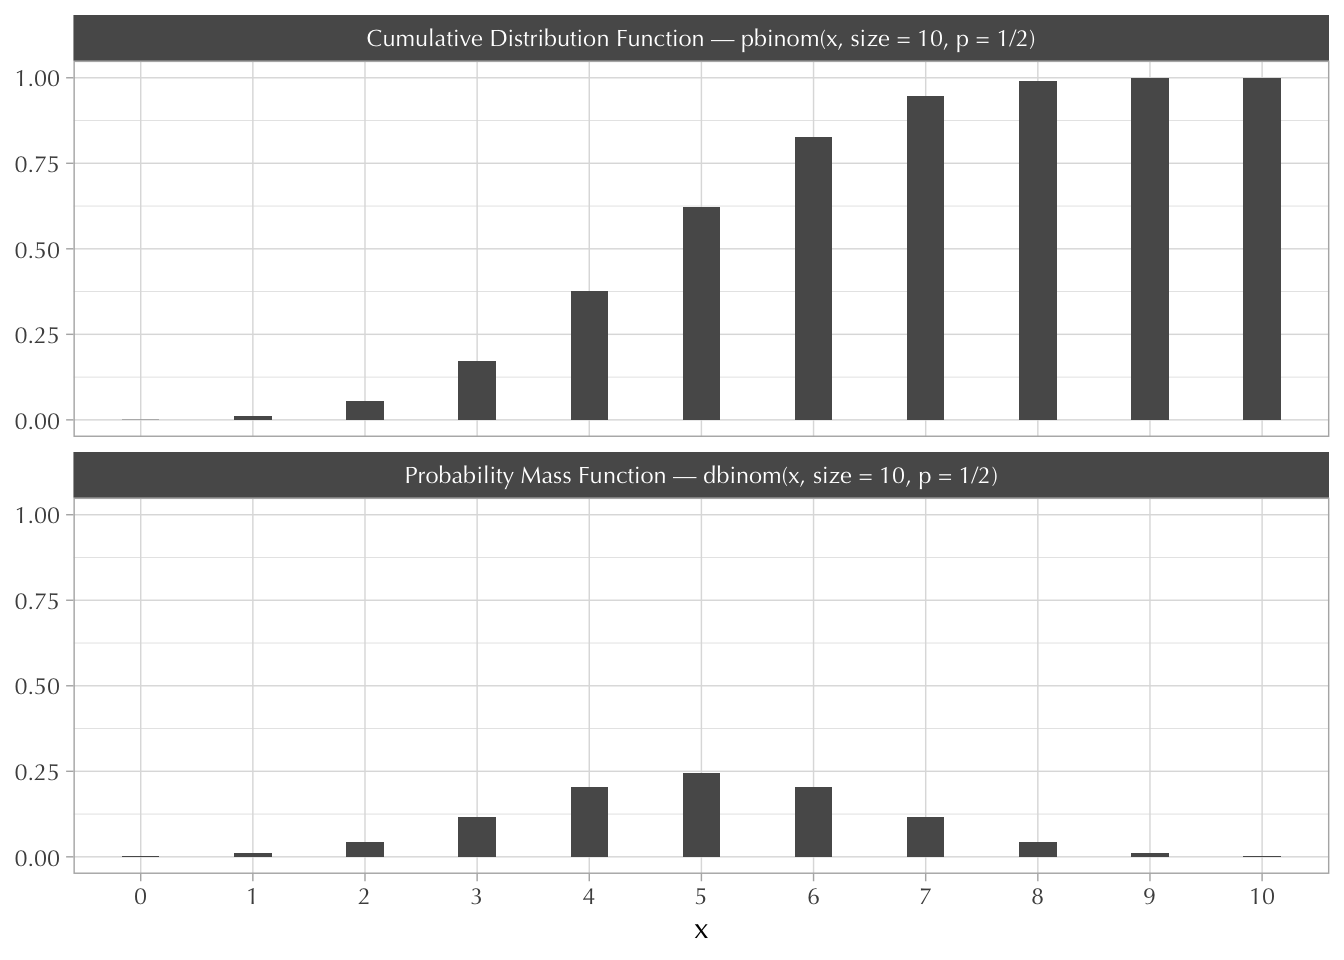 Cumulative Distribution Function — pbinom(x, size = 10, p = 1/2)
1.00
0.75
0.50
0.25
0.00
Probability Mass Function — dbinom(x, size = 10, p = 1/2)
1.00
0.75
0.50
0.25
0.00
0 1 2 3 4 5 6 7 8 9 10
x